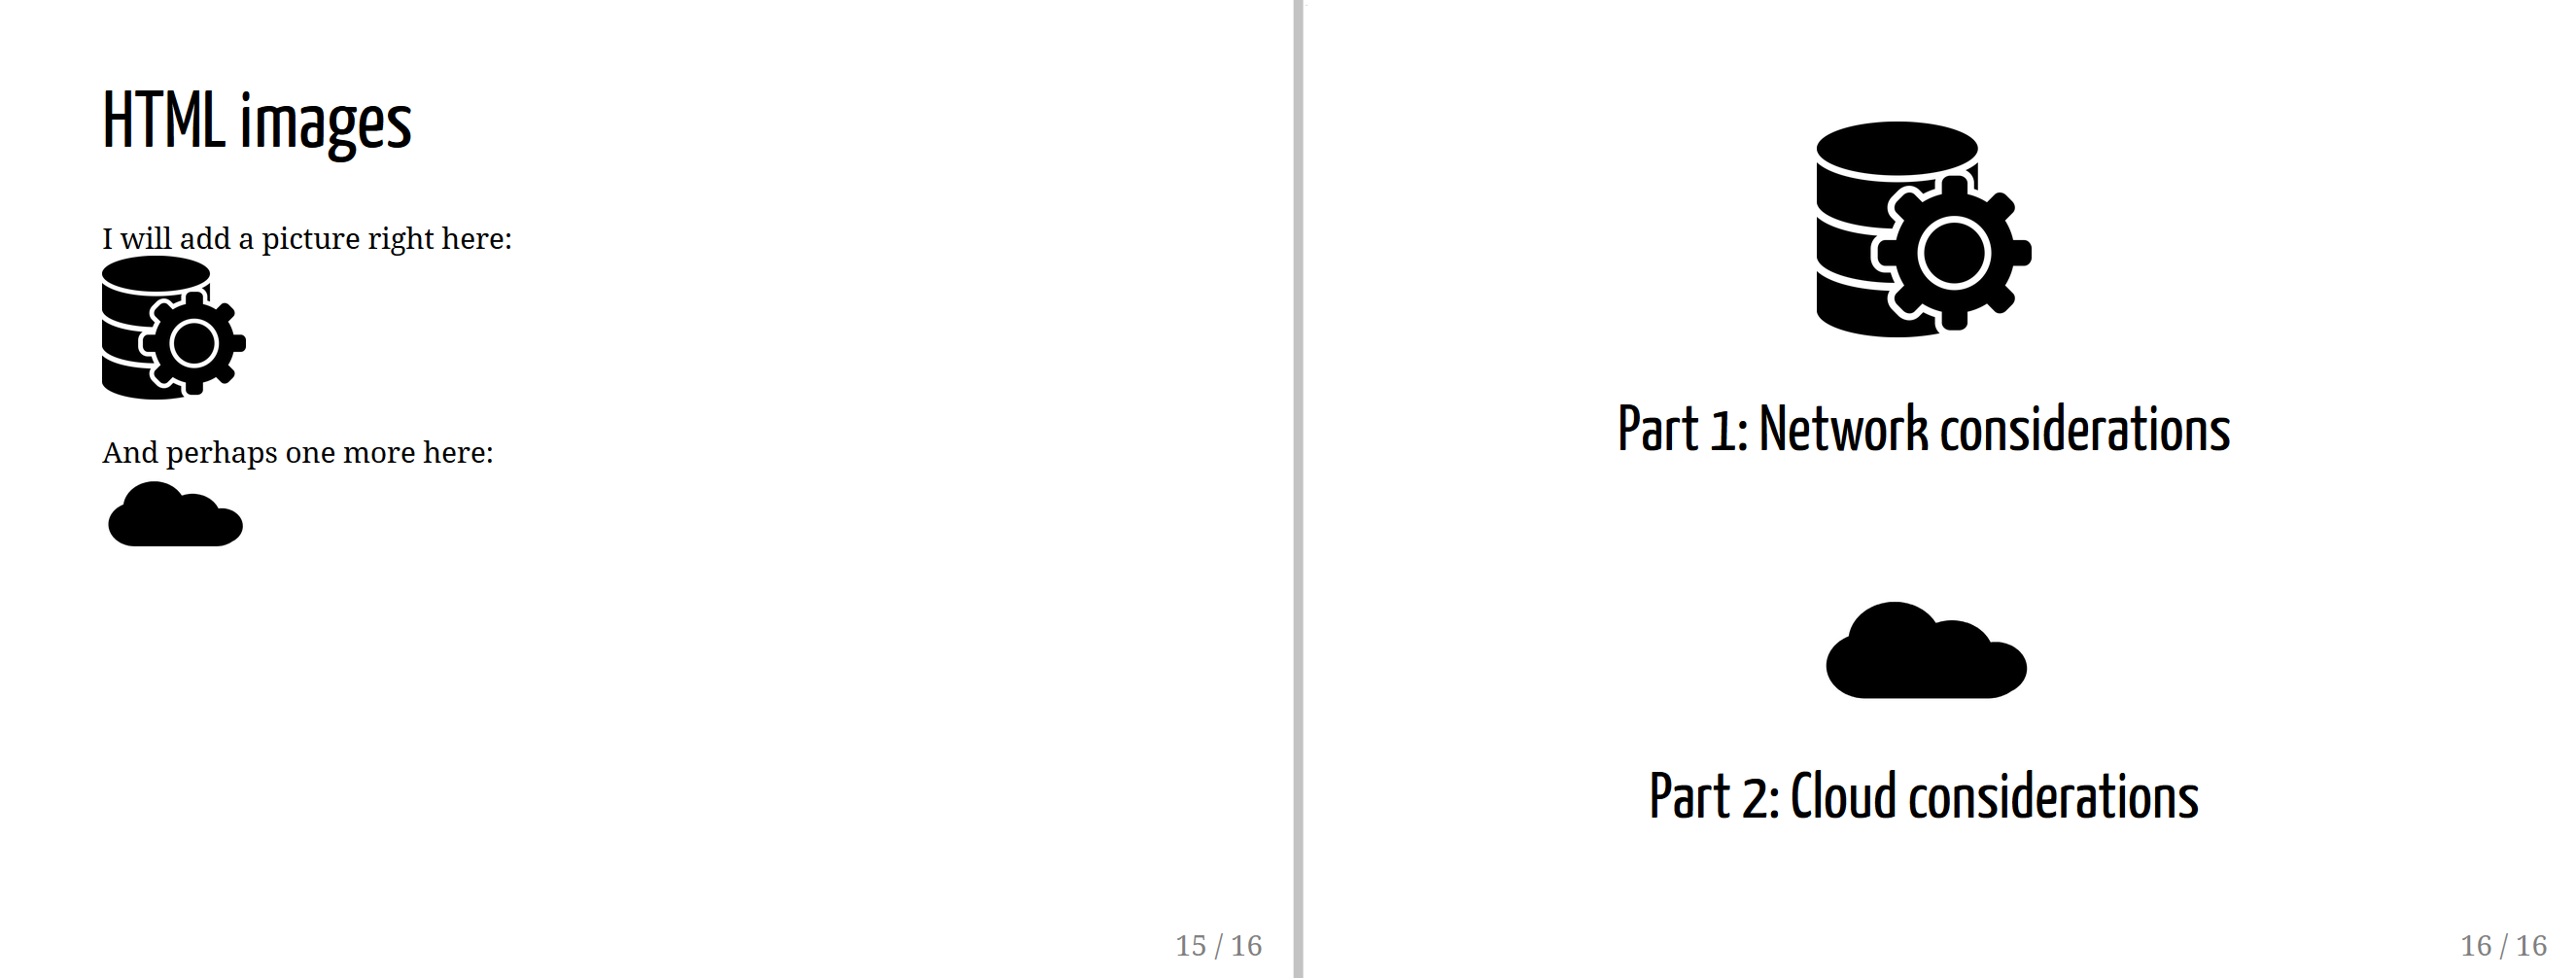 HTML images
I will add a picture right here:
And perhaps one more here:
15 / 16
Part 1: Network considerations
Part 2: Cloud considerations
16 / 16